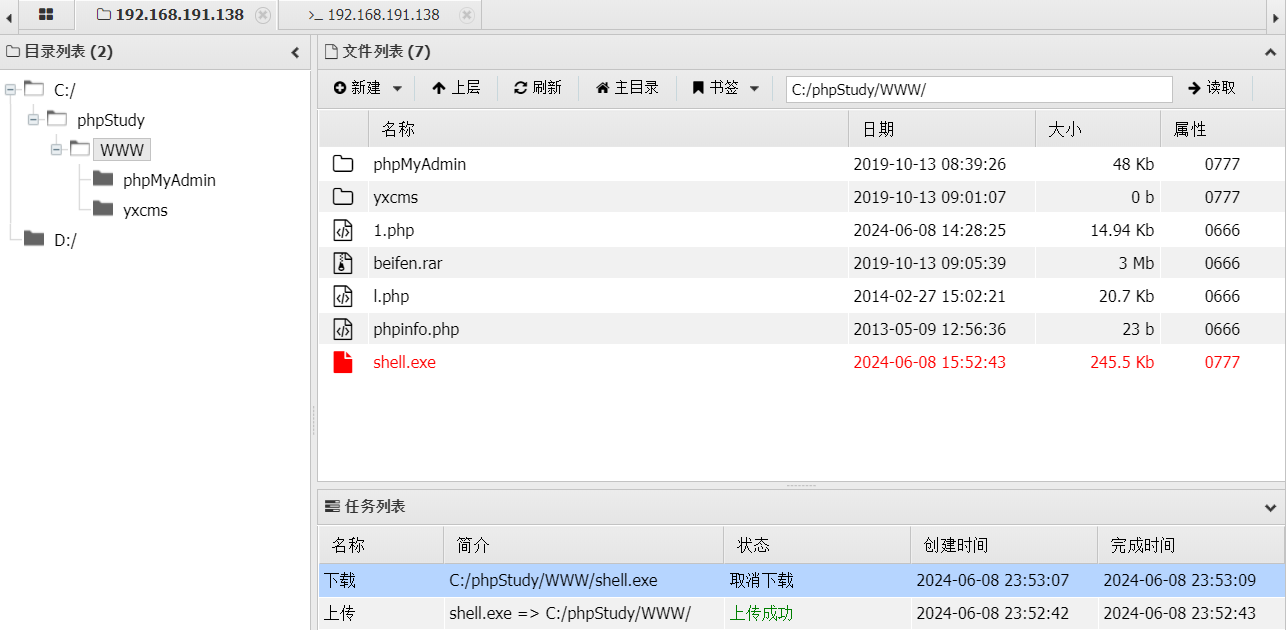 192.168.191.138 >_ 192.168.191.138
目录列表 (2)
C:/
phpStudy
WWW
phpMyAdmin
yxcms
D:/
文件列表 (7)
新建 上层 刷新 主目录 书签 C:/phpStudy/WWW/ 读取
名称 日期 大小 属性
phpMyAdmin 2019-10-13 08:39:26 48 Kb 0777
yxcms 2019-10-13 09:01:07 0 b 0777
1.php 2024-06-08 14:28:25 14.94 Kb 0666
beifen.rar 2019-10-13 09:05:39 3 Mb 0666
l.php 2014-02-27 15:02:21 20.7 Kb 0666
phpinfo.php 2013-05-09 12:56:36 23 b 0666
shell.exe 2024-06-08 15:52:43 245.5 Kb 0777
任务列表
名称 简介 状态 创建时间 完成时间
下载 C:/phpStudy/WWW/shell.exe 取消下载 2024-06-08 23:53:07 2024-06-08 23:53:09
上传 shell.exe => C:/phpStudy/WWW/ 上传成功 2024-06-08 23:52:42 2024-06-08 23:52:43